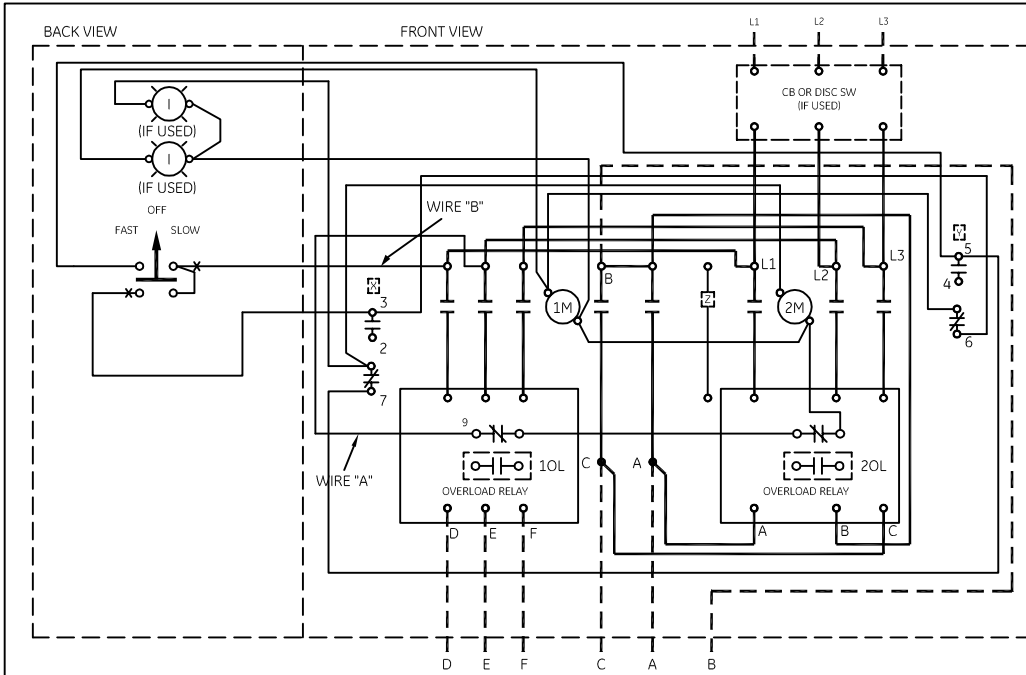 BACK VIEW
FRONT VIEW
L1
L2
L3
CB OR DISC SW
(IF USED)
I
(IF USED)
I
(IF USED)
OFF
FAST
SLOW
WIRE "B"
X
3
2
7
1M
B
Z
L1
2M
L2
L3
Y
5
4
6
9
1OL
OVERLOAD RELAY
WIRE "A"
C
A
2OL
OVERLOAD RELAY
D
E
F
A
B
C
D
E
F
C
A
B